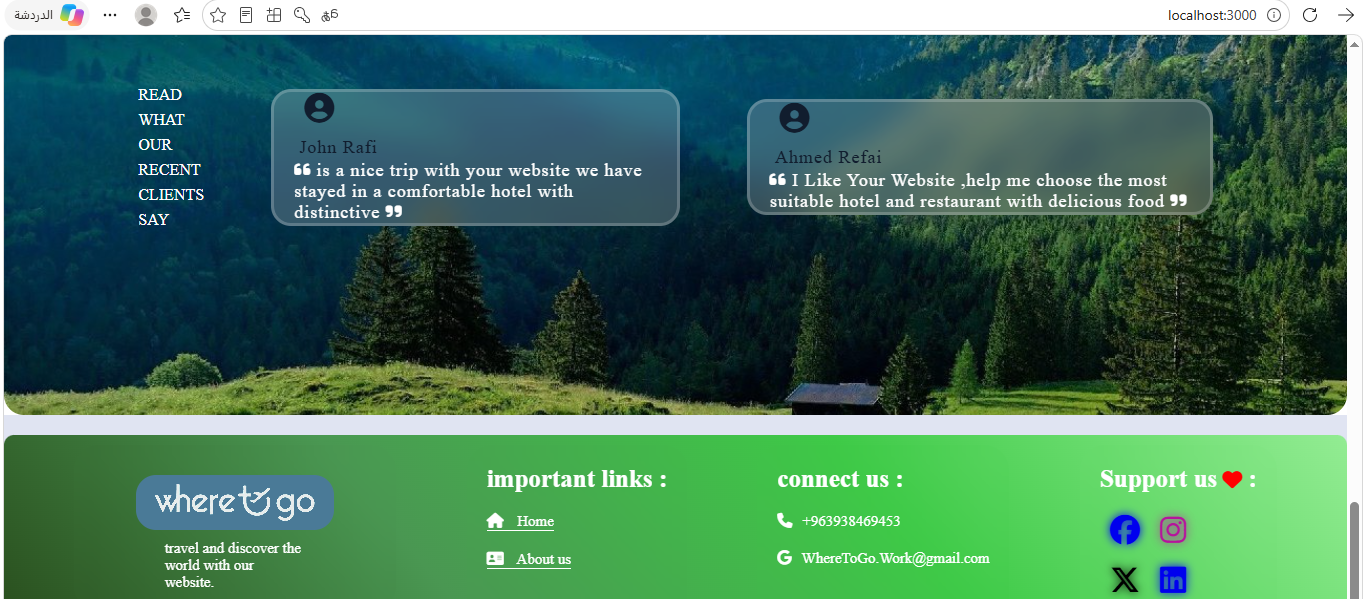 الدردشة
localhost:3000
READ
WHAT
OUR
RECENT
CLIENTS
SAY
John Rafi
❝ is a nice trip with your website we have
stayed in a comfortable hotel with
distinctive ❞
Ahmed Refai
❝ I Like Your Website ,help me choose the most
suitable hotel and restaurant with delicious food ❞
where to go
travel and discover the
world with our
website.
important links :
Home
About us
connect us :
+963938469453
WhereToGo.Work@gmail.com
Support us ❤ :